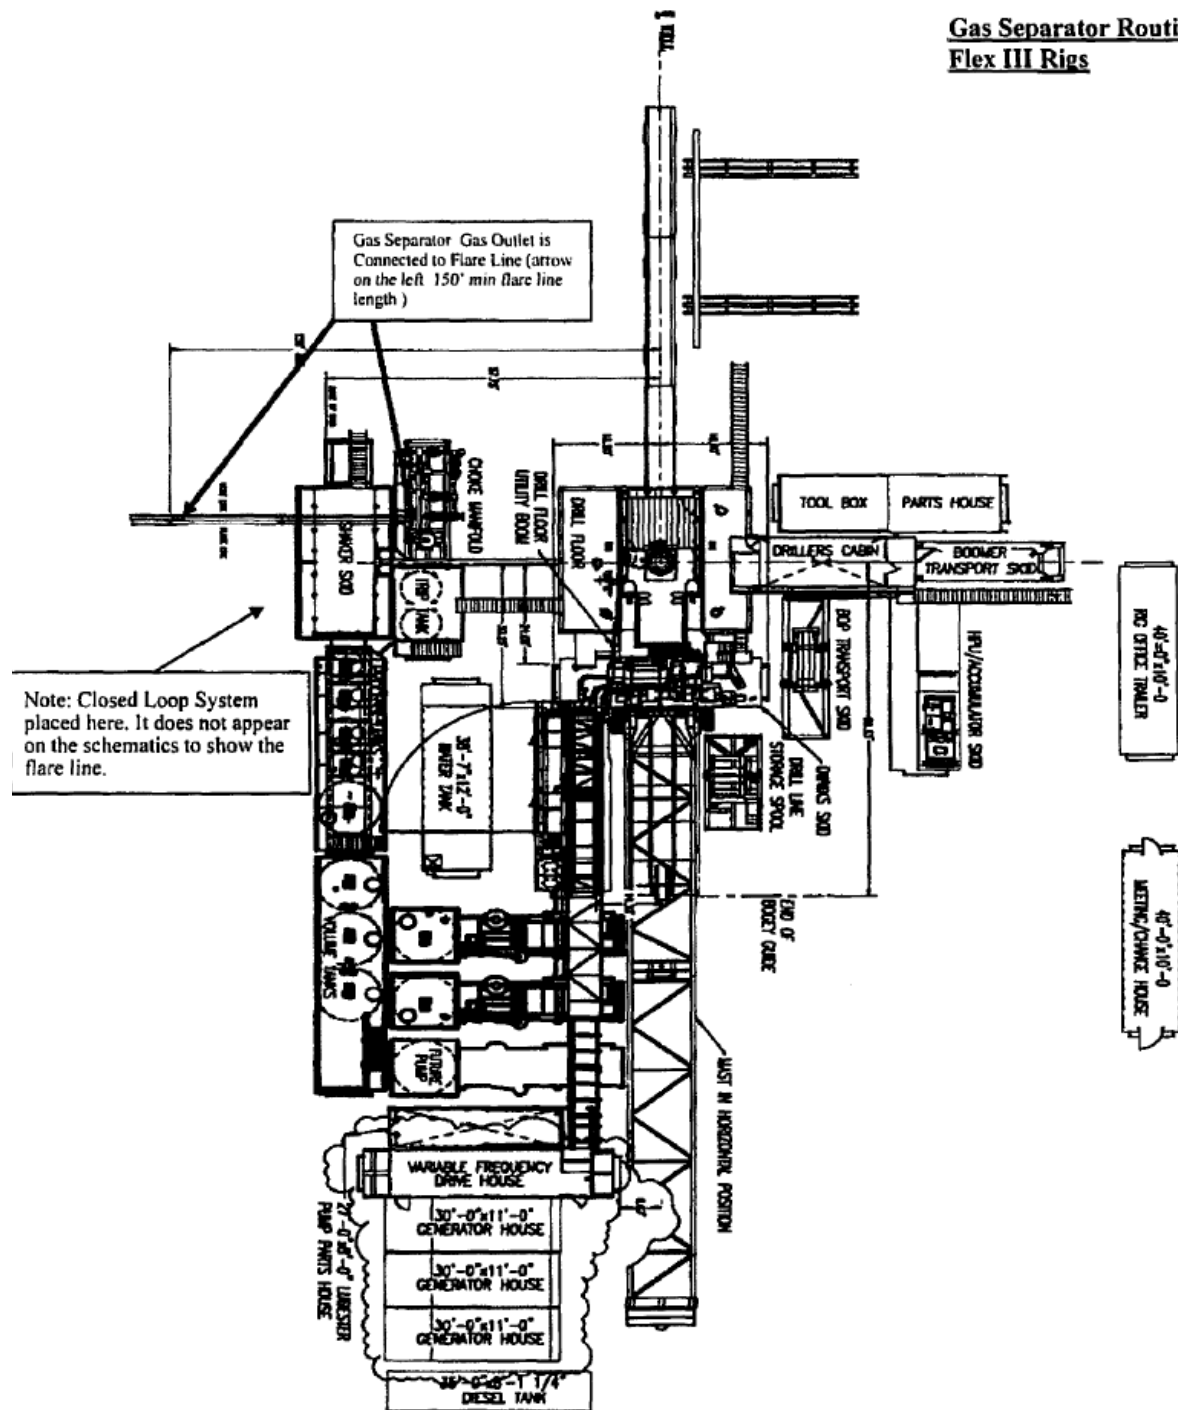 Gas Separator Routi
Flex III Rigs
WELL
Gas Separator Gas Outlet is
Connected to Flare Line (arrow
on the left 150' min flare line
length )
CHOKE MANIFOLD
DRILL FLOOR
UTILITY BOOM
DRILL FLOOR
SHAKER SKID
TRIP
TANK
TOOL BOX
PARTS HOUSE
DRILLERS CABIN
BOOMER
TRANSPORT SKID
BOP TRANSPORT SKID
HPU/ACCUMULATOR SKID
40'-0"x10'-0
OFFICE TRAILER
Note: Closed Loop System
placed here. It does not appear
on the schematics to show the
flare line.
38'-7"x12'-0"
WATER TANK
DRILL LINE
STORAGE SPOOL
DWKS SKID
END OF
BOGEY GUIDE
40'-0"x10'-0
MEETING/CHANGE HOUSE
VOLUME TANKS
FUTURE
PUMP
MAST IN HORIZONTAL POSITION
VARIABLE FREQUENCY
DRIVE HOUSE
30'-0"x11'-0"
GENERATOR HOUSE
30'-0"x11'-0"
GENERATOR HOUSE
30'-0"x11'-0"
GENERATOR HOUSE
PUMP PARTS HOUSE
DIESEL TANK